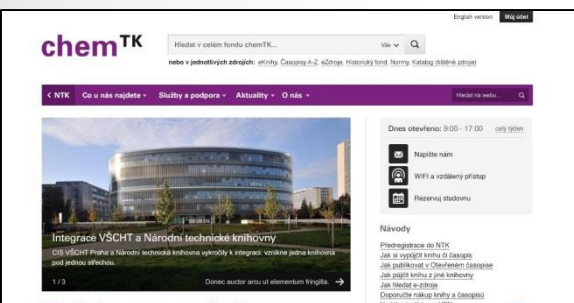 English version Můj účet
chemTK
Hledat v celém fondu chemTK... Vše
nebo v jednotlivých zdrojích: eKnihy, Časopisy A-Z, eZdroje, Historický fond, Normy, Katalog (tištěné zdroje)
< NTK Co u nás najdete Služby a podpora Aktuality O nás Hledat na webu...
Dnes otevřeno: 9:00 - 17:00 celý týden
Napište nám
WIFI a vzdálený přístup
Rezervuj studovnu
Integrace VŠCHT a Národní technické knihovny
CIS VŠCHT Praha a Národní technická knihovna vykročily k integraci: vznikne jedna knihovna
pod jednou střechou.
1 / 3 Donec auctor arcu ut elementum fringilla. →
Návody
Předregistrace do NTK
Jak si vypůjčit knihu či časopis
Jak publikovat v Otevřeném časopise
Jak půjčit knihu z jiné knihovny
Jak hledat e-zdroje
Doporučte nákup knihy a časopisů